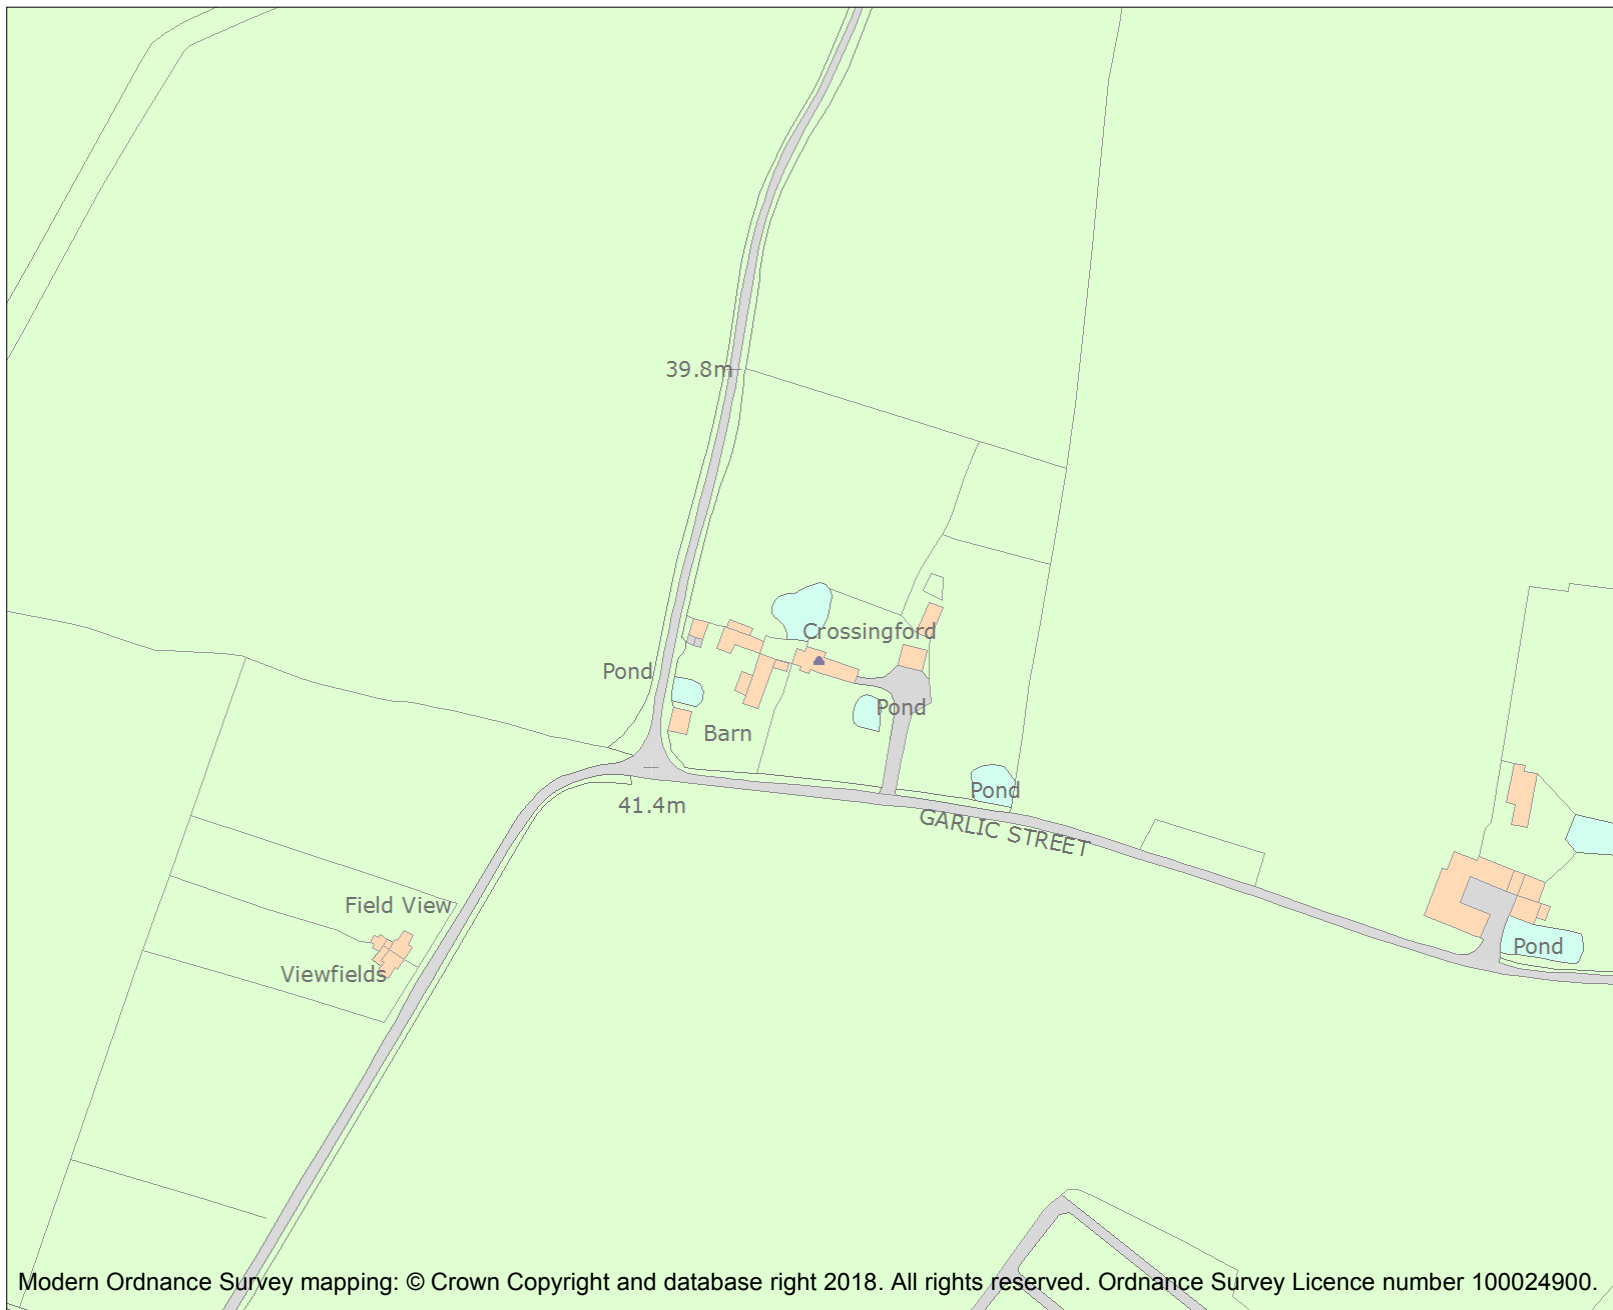 39.8m
Crossingford
Pond
Pond
Barn
Pond
41.4m
GARLIC STREET
Field View
Pond
Viewfields
Modern Ordnance Survey mapping: © Crown Copyright and database right 2018. All rights reserved. Ordnance Survey Licence number 100024900.